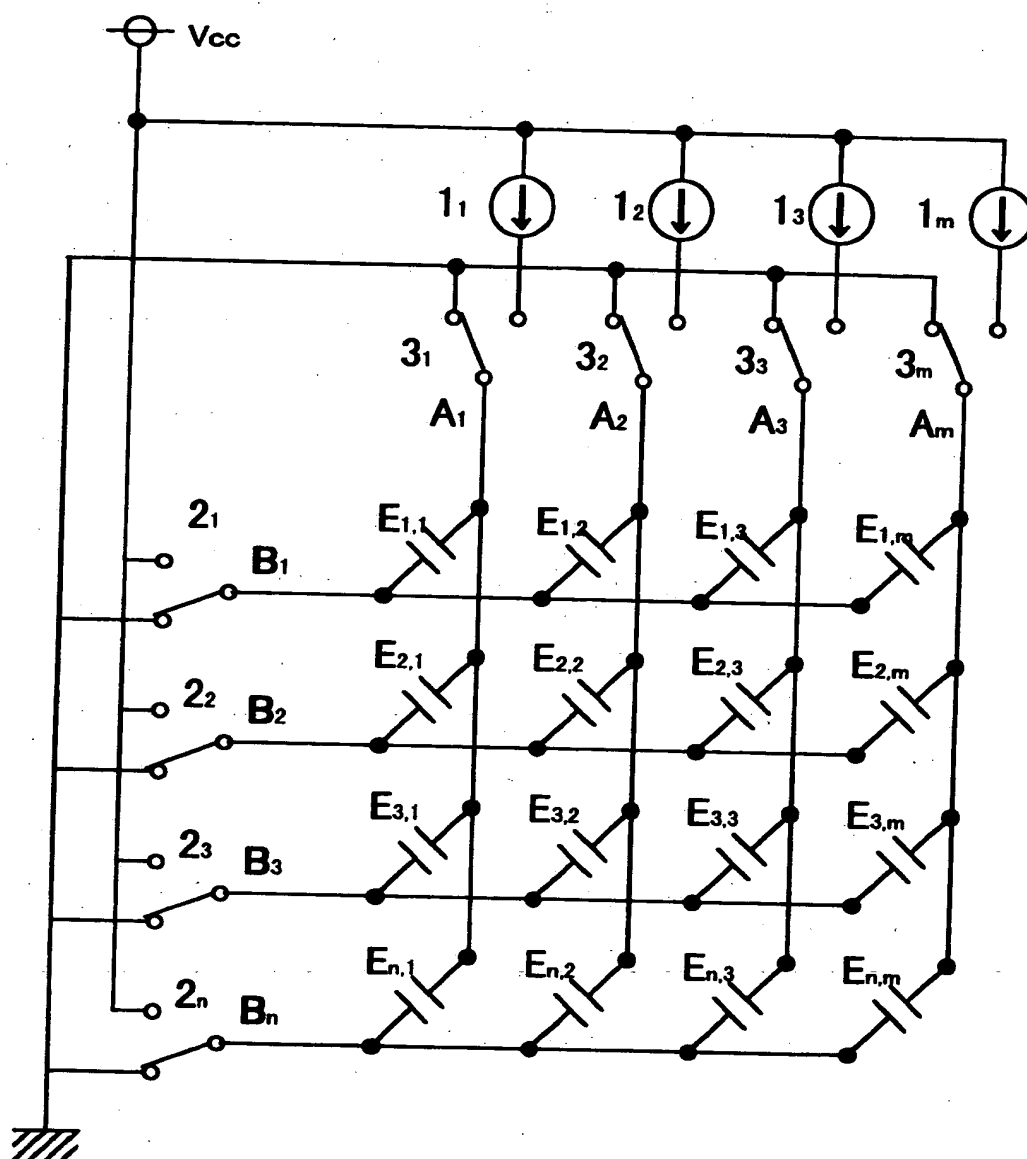 Vcc
1₁ 1₂ 1₃ 1ₘ
3₁ 3₂ 3₃ 3ₘ
A₁ A₂ A₃ Aₘ
E₁,₁ E₁,₂ E₁,₃ E₁,ₘ
2₁ B₁
E₂,₁ E₂,₂ E₂,₃ E₂,ₘ
2₂ B₂
E₃,₁ E₃,₂ E₃,₃ E₃,ₘ
2₃ B₃
Eₙ,₁ Eₙ,₂ Eₙ,₃ Eₙ,ₘ
2ₙ Bₙ